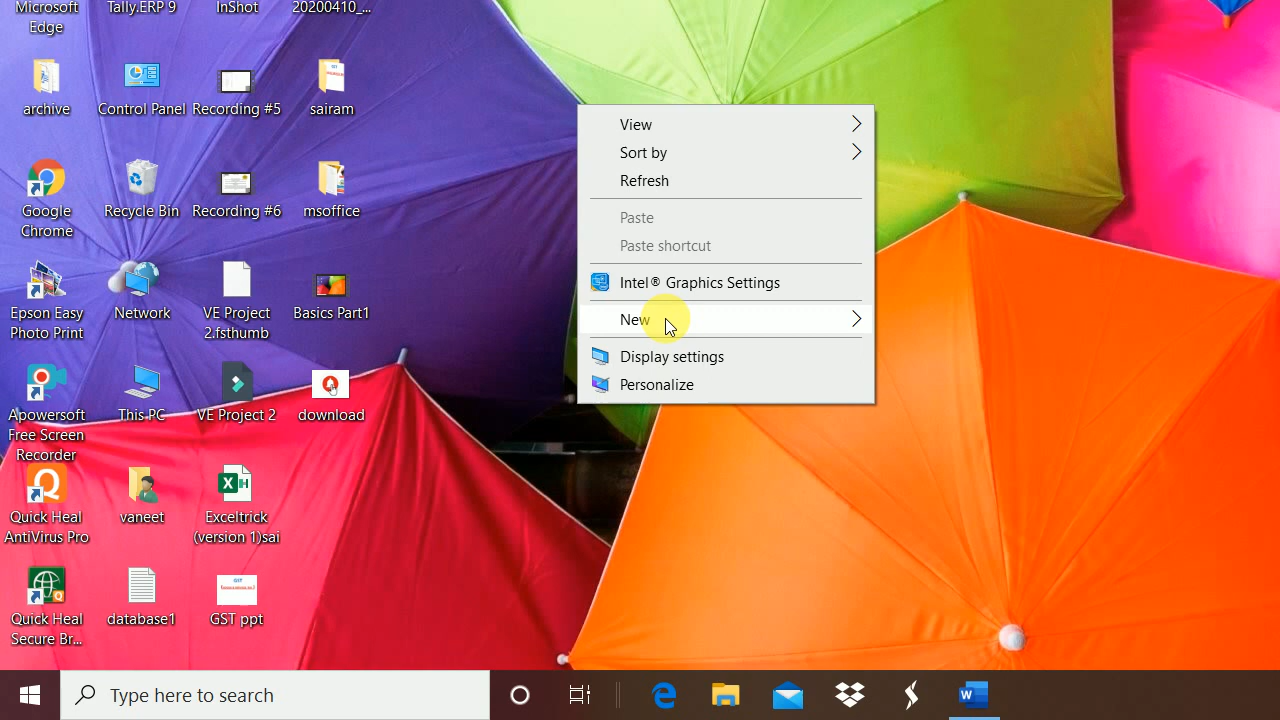 Microsoft
Edge
Tally.ERP 9
InShot
20200410_...
archive
Control Panel
Recording #5
sairam
Google
Chrome
Recycle Bin
Recording #6
msoffice
Epson Easy
Photo Print
Network
VE Project
2.fsthumb
Basics Part1
Apowersoft
Free Screen
Recorder
This PC
VE Project 2
download
Quick Heal
AntiVirus Pro
vaneet
Exceltrick
(version 1)sai
Quick Heal
Secure Br...
database1
GST ppt
View
Sort by
Refresh
Paste
Paste shortcut
Intel® Graphics Settings
New
Display settings
Personalize
Type here to search